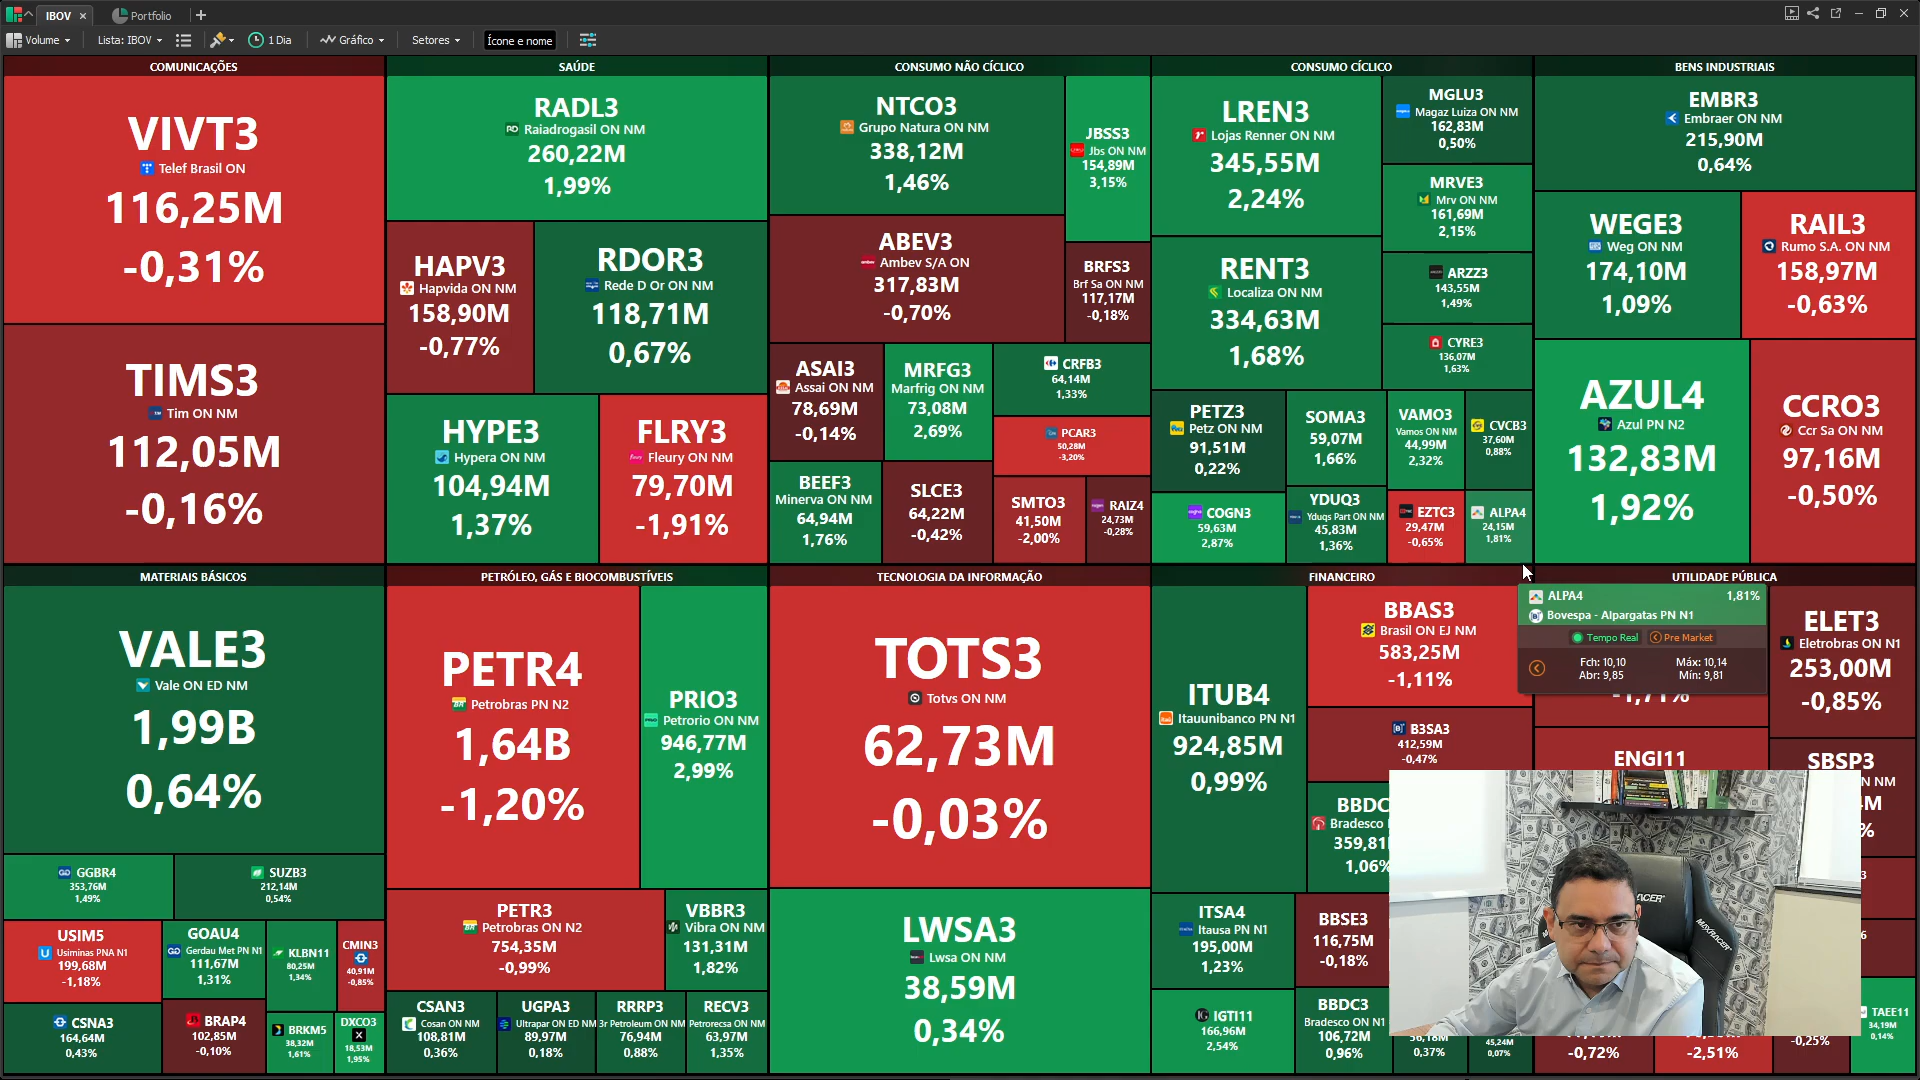 IBOV
Portfolio
Volume
Lista: IBOV
1 Dia
Gráfico
Setores
Ícone e nome
COMUNICAÇÕES
VIVT3
Telef Brasil ON
116,25M
-0,31%
TIMS3
Tim ON NM
112,05M
-0,16%
SAÚDE
RADL3
Raiadrogasil ON NM
260,22M
1,99%
HAPV3
Hapvida ON NM
158,90M
-0,77%
RDOR3
Rede D Or ON NM
118,71M
0,67%
HYPE3
Hypera ON NM
104,94M
1,37%
FLRY3
Fleury ON NM
79,70M
-1,91%
CONSUMO NÃO CÍCLICO
NTCO3
Grupo Natura ON NM
338,12M
1,46%
JBSS3
Jbs ON NM
154,89M
3,15%
ABEV3
Ambev S/A ON
317,83M
-0,70%
BRFS3
Brf Sa ON NM
117,17M
-0,18%
ASAI3
Assai ON NM
78,69M
-0,14%
MRFG3
Marfrig ON NM
73,08M
2,69%
CRFB3
64,14M
1,33%
PCAR3
50,28M
-3,20%
BEEF3
Minerva ON NM
64,94M
1,76%
SLCE3
64,22M
-0,42%
SMTO3
41,50M
-2,00%
RAIZ4
24,73M
-0,28%
CONSUMO CÍCLICO
LREN3
Lojas Renner ON NM
345,55M
2,24%
MGLU3
Magaz Luiza ON NM
162,83M
0,50%
MRVE3
Mrv ON NM
161,69M
2,15%
RENT3
Localiza ON NM
334,63M
1,68%
ARZZ3
143,55M
1,49%
CYRE3
136,07M
1,63%
PETZ3
Petz ON NM
91,51M
0,22%
SOMA3
59,07M
1,66%
VAMO3
Vamos ON NM
44,99M
2,32%
CVCB3
37,60M
0,88%
COGN3
59,63M
2,87%
YDUQ3
Yduqs Part ON NM
45,83M
1,36%
EZTC3
29,47M
-0,65%
ALPA4
24,15M
1,81%
BENS INDUSTRIAIS
EMBR3
Embraer ON NM
215,90M
0,64%
WEGE3
Weg ON NM
174,10M
1,09%
RAIL3
Rumo S.A. ON NM
158,97M
-0,63%
AZUL4
Azul PN N2
132,83M
1,92%
CCRO3
Ccr Sa ON NM
97,16M
-0,50%
MATERIAIS BÁSICOS
VALE3
Vale ON ED NM
1,99B
0,64%
GGBR4
353,76M
1,49%
SUZB3
212,14M
0,54%
USIM5
Usiminas PNA N1
199,68M
-1,18%
GOAU4
Gerdau Met PN N1
111,67M
1,31%
KLBN11
80,25M
1,34%
CMIN3
40,91M
-0,85%
CSNA3
164,64M
0,43%
BRAP4
102,85M
-0,10%
BRKM5
38,32M
1,61%
DXCO3
18,53M
1,95%
PETRÓLEO, GÁS E BIOCOMBUSTÍVEIS
PETR4
Petrobras PN N2
1,64B
-1,20%
PRIO3
Petrorio ON NM
946,77M
2,99%
PETR3
Petrobras ON N2
754,35M
-0,99%
VBBR3
Vibra ON NM
131,31M
1,82%
CSAN3
Cosan ON NM
108,81M
0,36%
UGPA3
Ultrapar ON ED NM
89,97M
0,18%
RRRP3
3r Petroleum ON NM
76,94M
0,88%
RECV3
Petrorecsa ON NM
63,97M
1,35%
TECNOLOGIA DA INFORMAÇÃO
TOTS3
Totvs ON NM
62,73M
-0,03%
LWSA3
Lwsa ON NM
38,59M
0,34%
FINANCEIRO
ITUB4
Itauunibanco PN N1
924,85M
0,99%
BBAS3
Brasil ON EJ NM
583,25M
-1,11%
B3SA3
412,59M
-0,47%
BBDC
Bradesco
359,81
1,06%
ITSA4
Itausa PN N1
195,00M
1,23%
BBSE3
116,75M
-0,18%
IGTI11
166,96M
2,54%
BBDC3
Bradesco ON N1
106,72M
0,96%
0,37%
45,24M
0,07%
UTILIDADE PÚBLICA
ALPA4 1,81%
Bovespa - Alpargatas PN N1
Tempo Real Pre Market
Fch: 10,10 Máx: 10,14
Abr: 9,85 Mín: 9,81
-1,71%
ELET3
Eletrobras ON N1
253,00M
-0,85%
ENGI11
SBSP3
N NM
M
%
3
6
-0,72%
-2,51%
-0,25%
TAEE11
34,19M
0,14%
RACER
MAXRACER